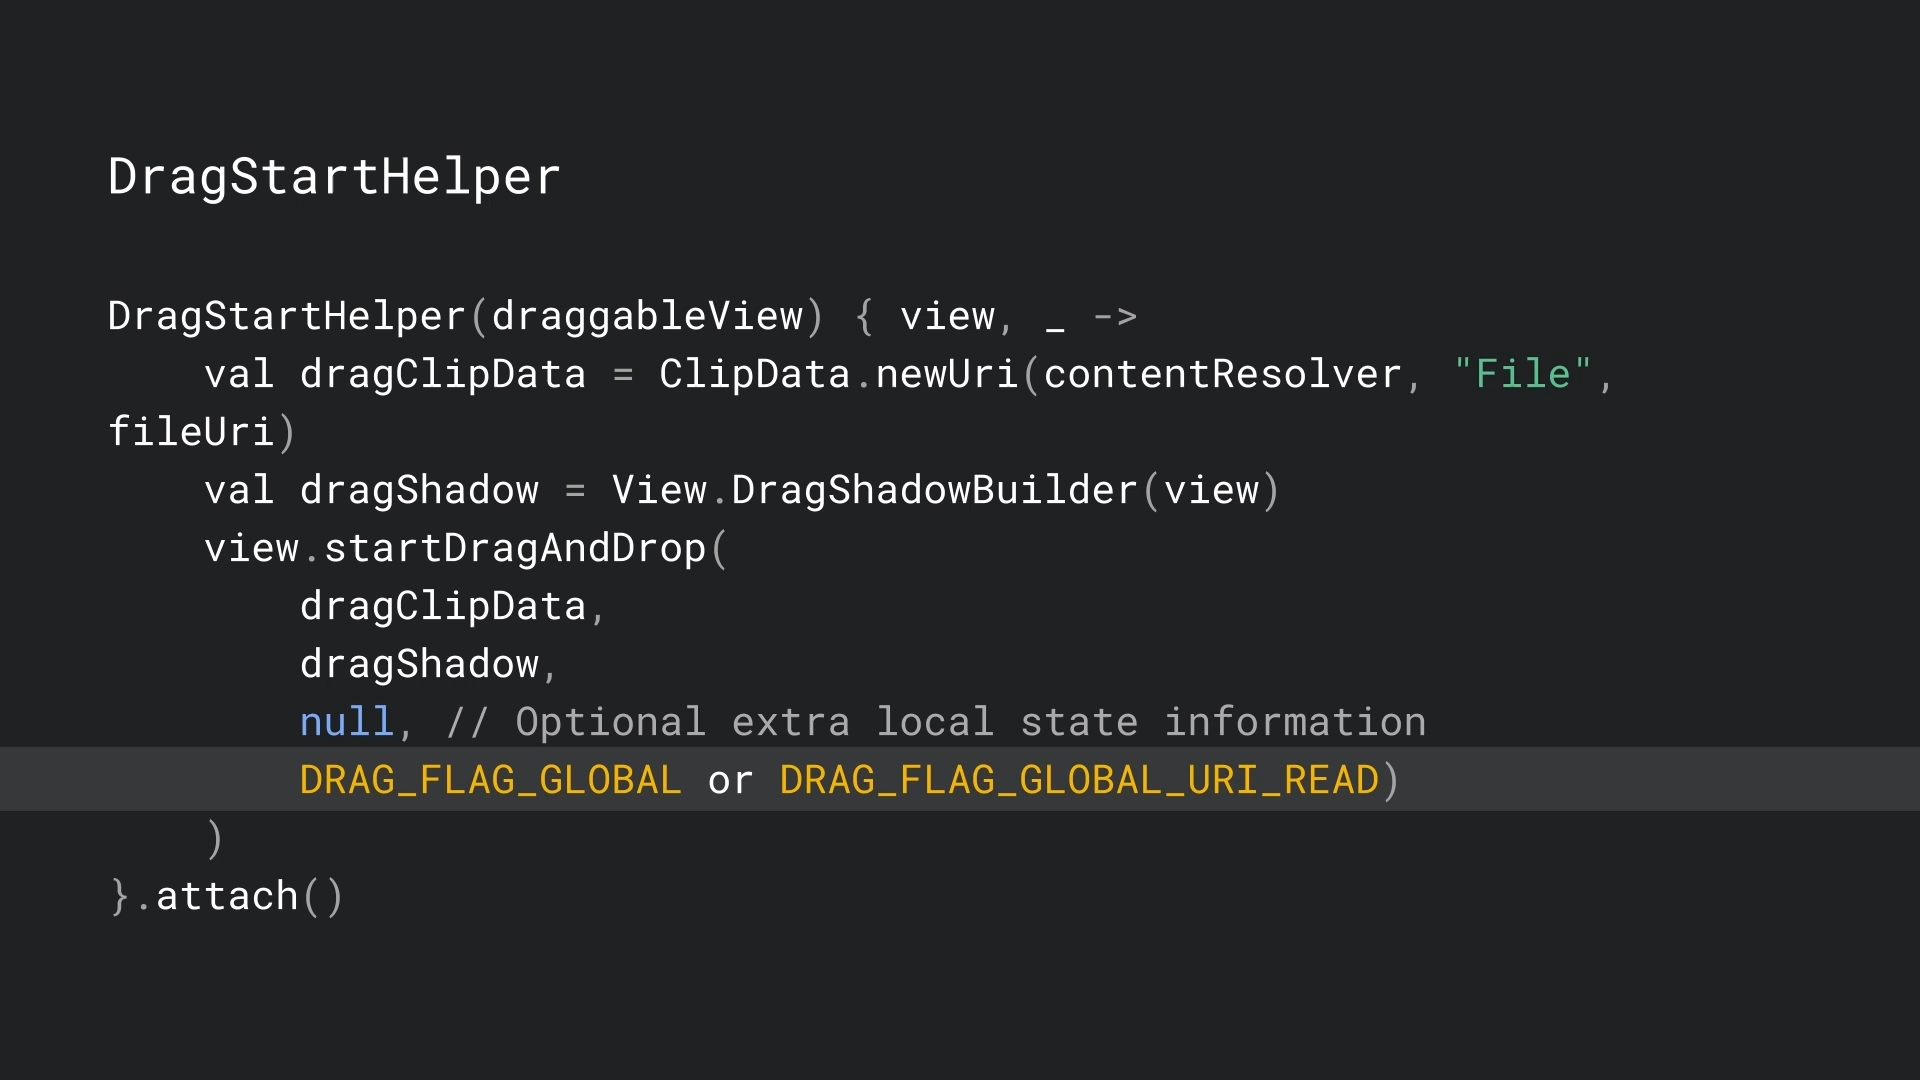 DragStartHelper
DragStartHelper(draggableView) { view, _ ->
    val dragClipData = ClipData.newUri(contentResolver, "File",
fileUri)
    val dragShadow = View.DragShadowBuilder(view)
    view.startDragAndDrop(
        dragClipData,
        dragShadow,
        null, // Optional extra local state information
        DRAG_FLAG_GLOBAL or DRAG_FLAG_GLOBAL_URI_READ)
    )
}.attach()